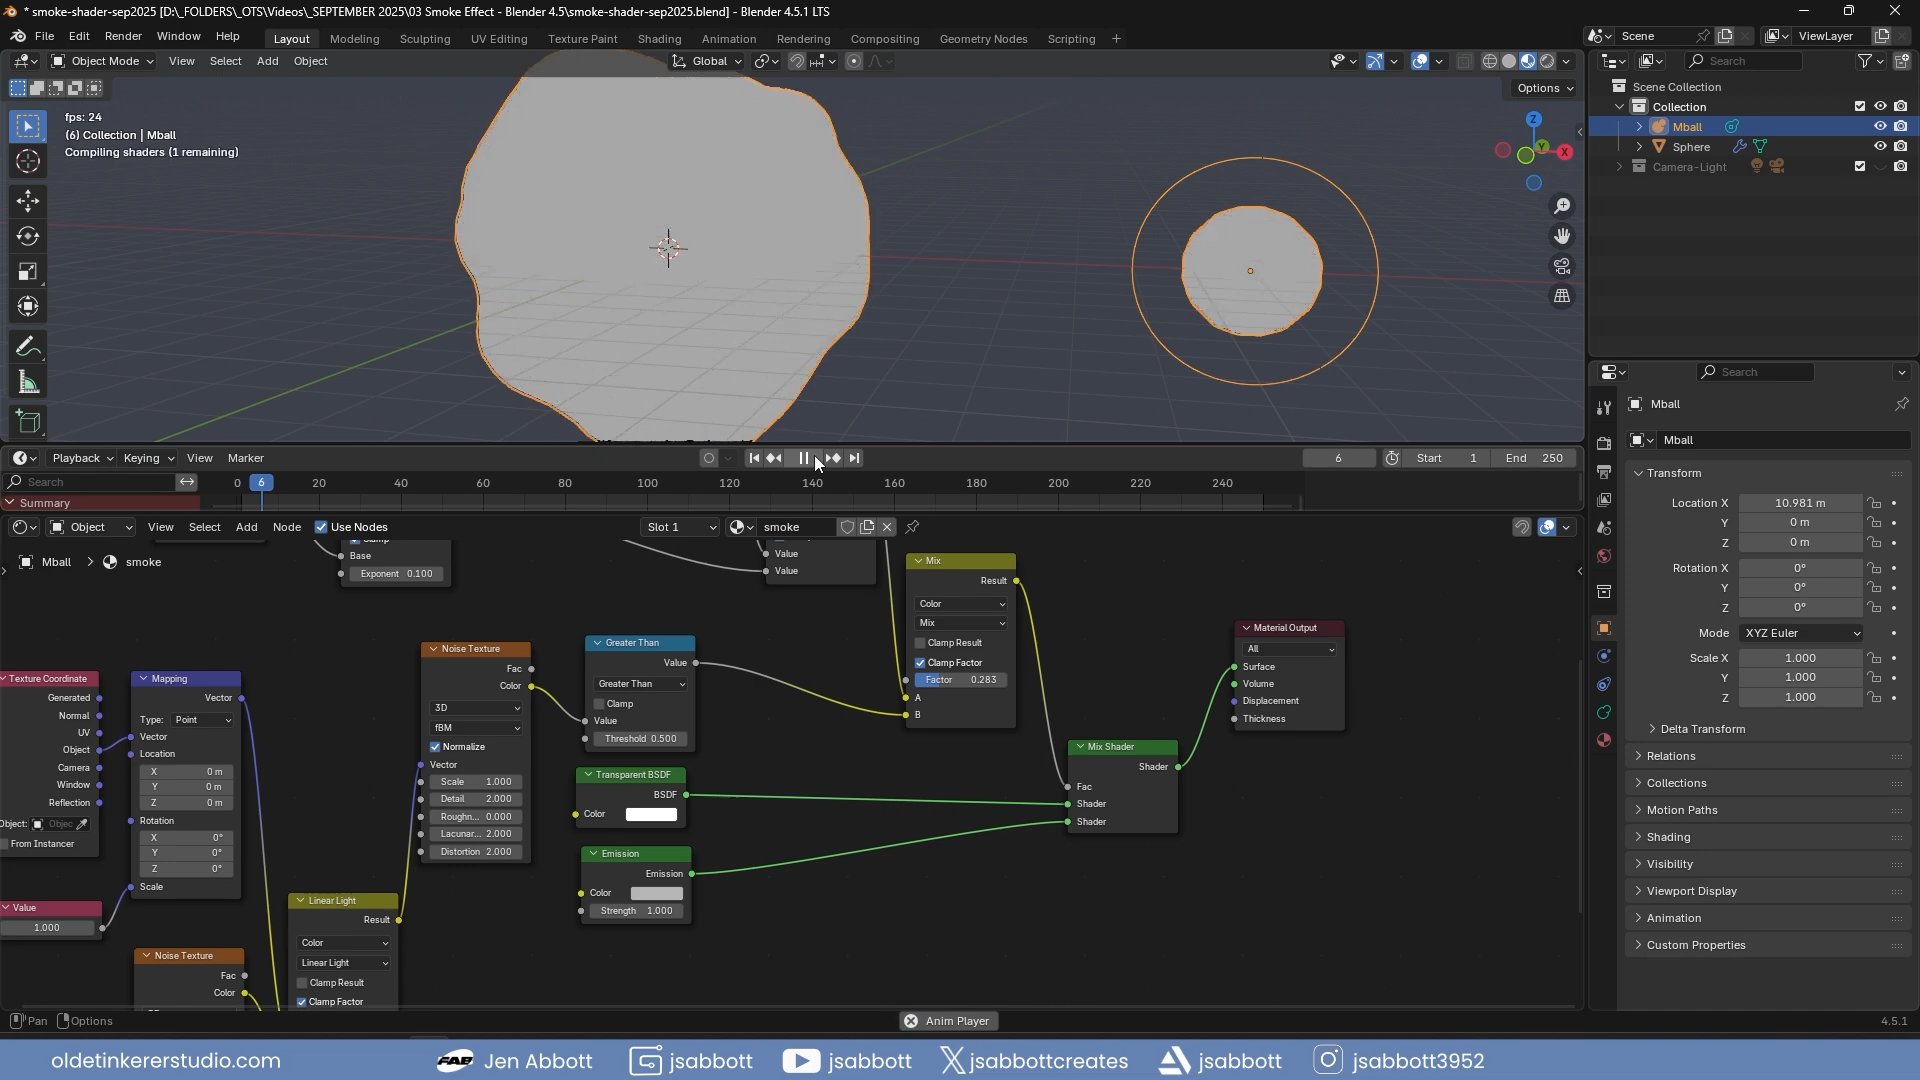 * smoke-shader-sep2025 [D:\_FOLDERS\_OTS\Videos\_SEPTEMBER 2025\03 Smoke Effect - Blender 4.5\smoke-shader-sep2025.blend] - Blender 4.5.1 LTS
File Edit Render Window Help Layout Modeling Sculpting UV Editing Texture Paint Shading Animation Rendering Compositing Geometry Nodes Scripting + Scene ViewLayer
Object Mode View Select Add Object Global
Options
fps: 24
(6) Collection | Mball
Compiling shaders (1 remaining)
Z
Y
X
Search
Scene Collection
Collection
Mball
Sphere
Camera-Light
Playback Keying View Marker 6 Start 1 End 250
Search 0 6 20 40 60 80 100 120 140 160 180 200 220 240
Summary
Object View Select Add Node Use Nodes Slot 1 smoke
Mball > smoke
Base
Exponent 0.100
Value
Value
Mix
Result
Color
Mix
Clamp Result
Clamp Factor
Factor 0.283
A
B
Texture Coordinate
Generated
Normal
UV
Object
Camera
Window
Reflection
Object: Objec
From Instancer
Value
1.000
Mapping
Vector
Type: Point
Vector
Location
X 0 m
Y 0 m
Z 0 m
Rotation
X 0°
Y 0°
Z 0°
Scale
Noise Texture
Fac
Color
Linear Light
Result
Color
Linear Light
Clamp Result
Clamp Factor
Noise Texture
Fac
Color
3D
fBM
Normalize
Vector
Scale 1.000
Detail 2.000
Roughn... 0.000
Lacunar... 2.000
Distortion 2.000
Greater Than
Value
Greater Than
Clamp
Value
Threshold 0.500
Transparent BSDF
BSDF
Color
Emission
Emission
Color
Strength 1.000
Mix Shader
Shader
Fac
Shader
Shader
Material Output
All
Surface
Volume
Displacement
Thickness
Search
Mball
Mball
Transform
Location X 10.981 m
Y 0 m
Z 0 m
Rotation X 0°
Y 0°
Z 0°
Mode XYZ Euler
Scale X 1.000
Y 1.000
Z 1.000
Delta Transform
Relations
Collections
Motion Paths
Shading
Visibility
Viewport Display
Animation
Custom Properties
Pan Options Anim Player 4.5.1
oldetinkererstudio.com FAB Jen Abbott jsabbott jsabbott jsabbottcreates jsabbott jsabbott3952